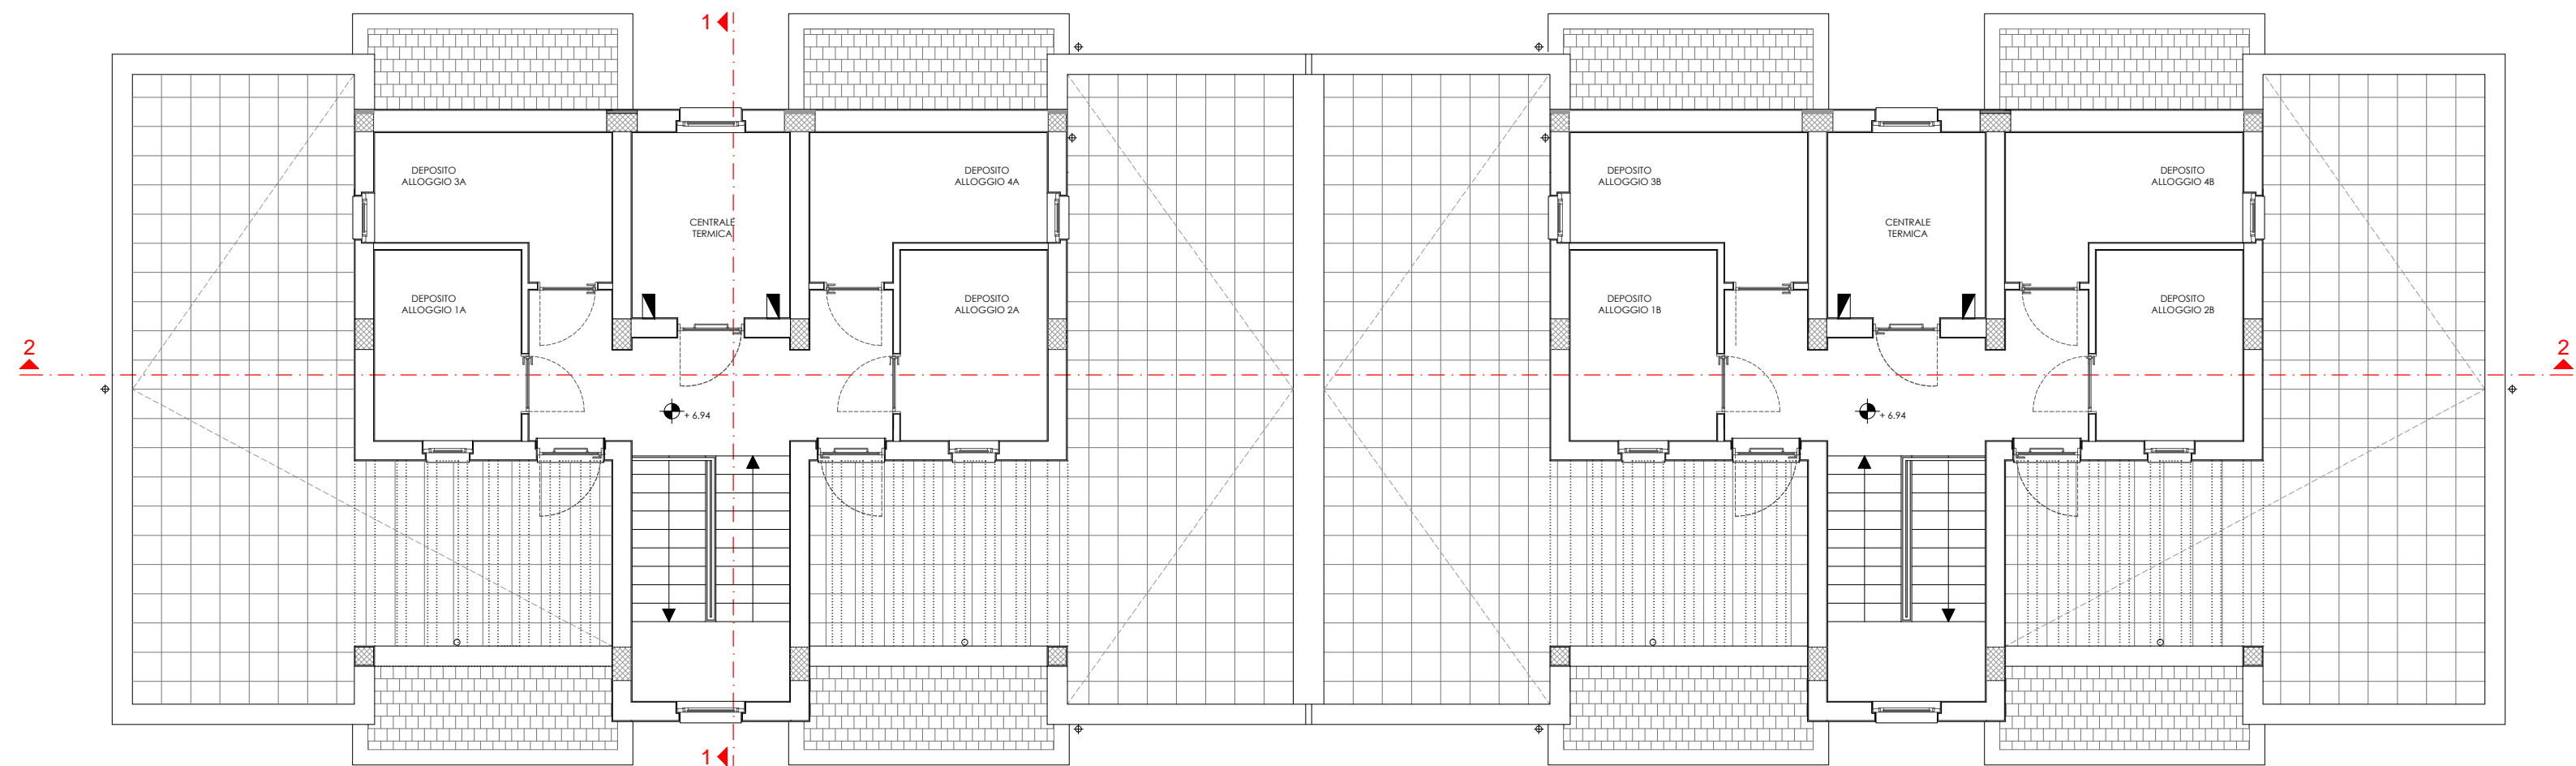 1
DEPOSITO
ALLOGGIO 3A
DEPOSITO
ALLOGGIO 4A
DEPOSITO
ALLOGGIO 3B
DEPOSITO
ALLOGGIO 4B
CENTRALE
TERMICA
CENTRALE
TERMICA
DEPOSITO
ALLOGGIO 1A
DEPOSITO
ALLOGGIO 2A
DEPOSITO
ALLOGGIO 1B
DEPOSITO
ALLOGGIO 2B
2
2
+ 6.94
+ 6.94
1